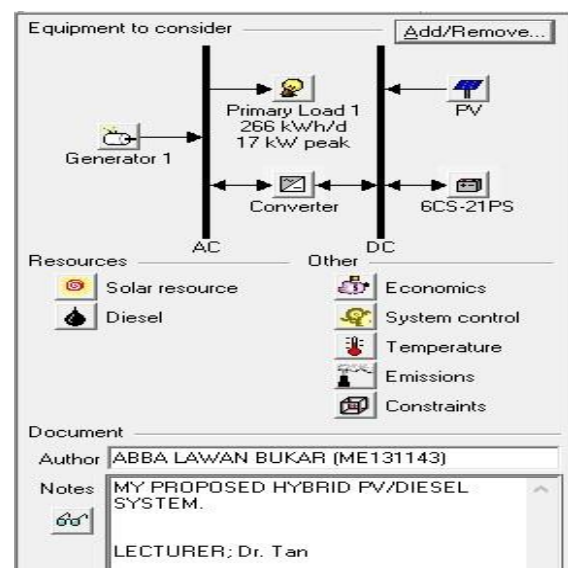 Equipment to consider
Add/Remove...
Primary Load 1
266 kWh/d
17 kW peak
PV
Generator 1
Converter
6CS-21PS
AC
DC
Resources
Other
Solar resource
Economics
Diesel
System control
Temperature
Emissions
Constraints
Document
Author ABBA LAWAN BUKAR (ME131143)
Notes MY PROPOSED HYBRID PV/DIESEL
SYSTEM.
LECTURER; Dr. Tan